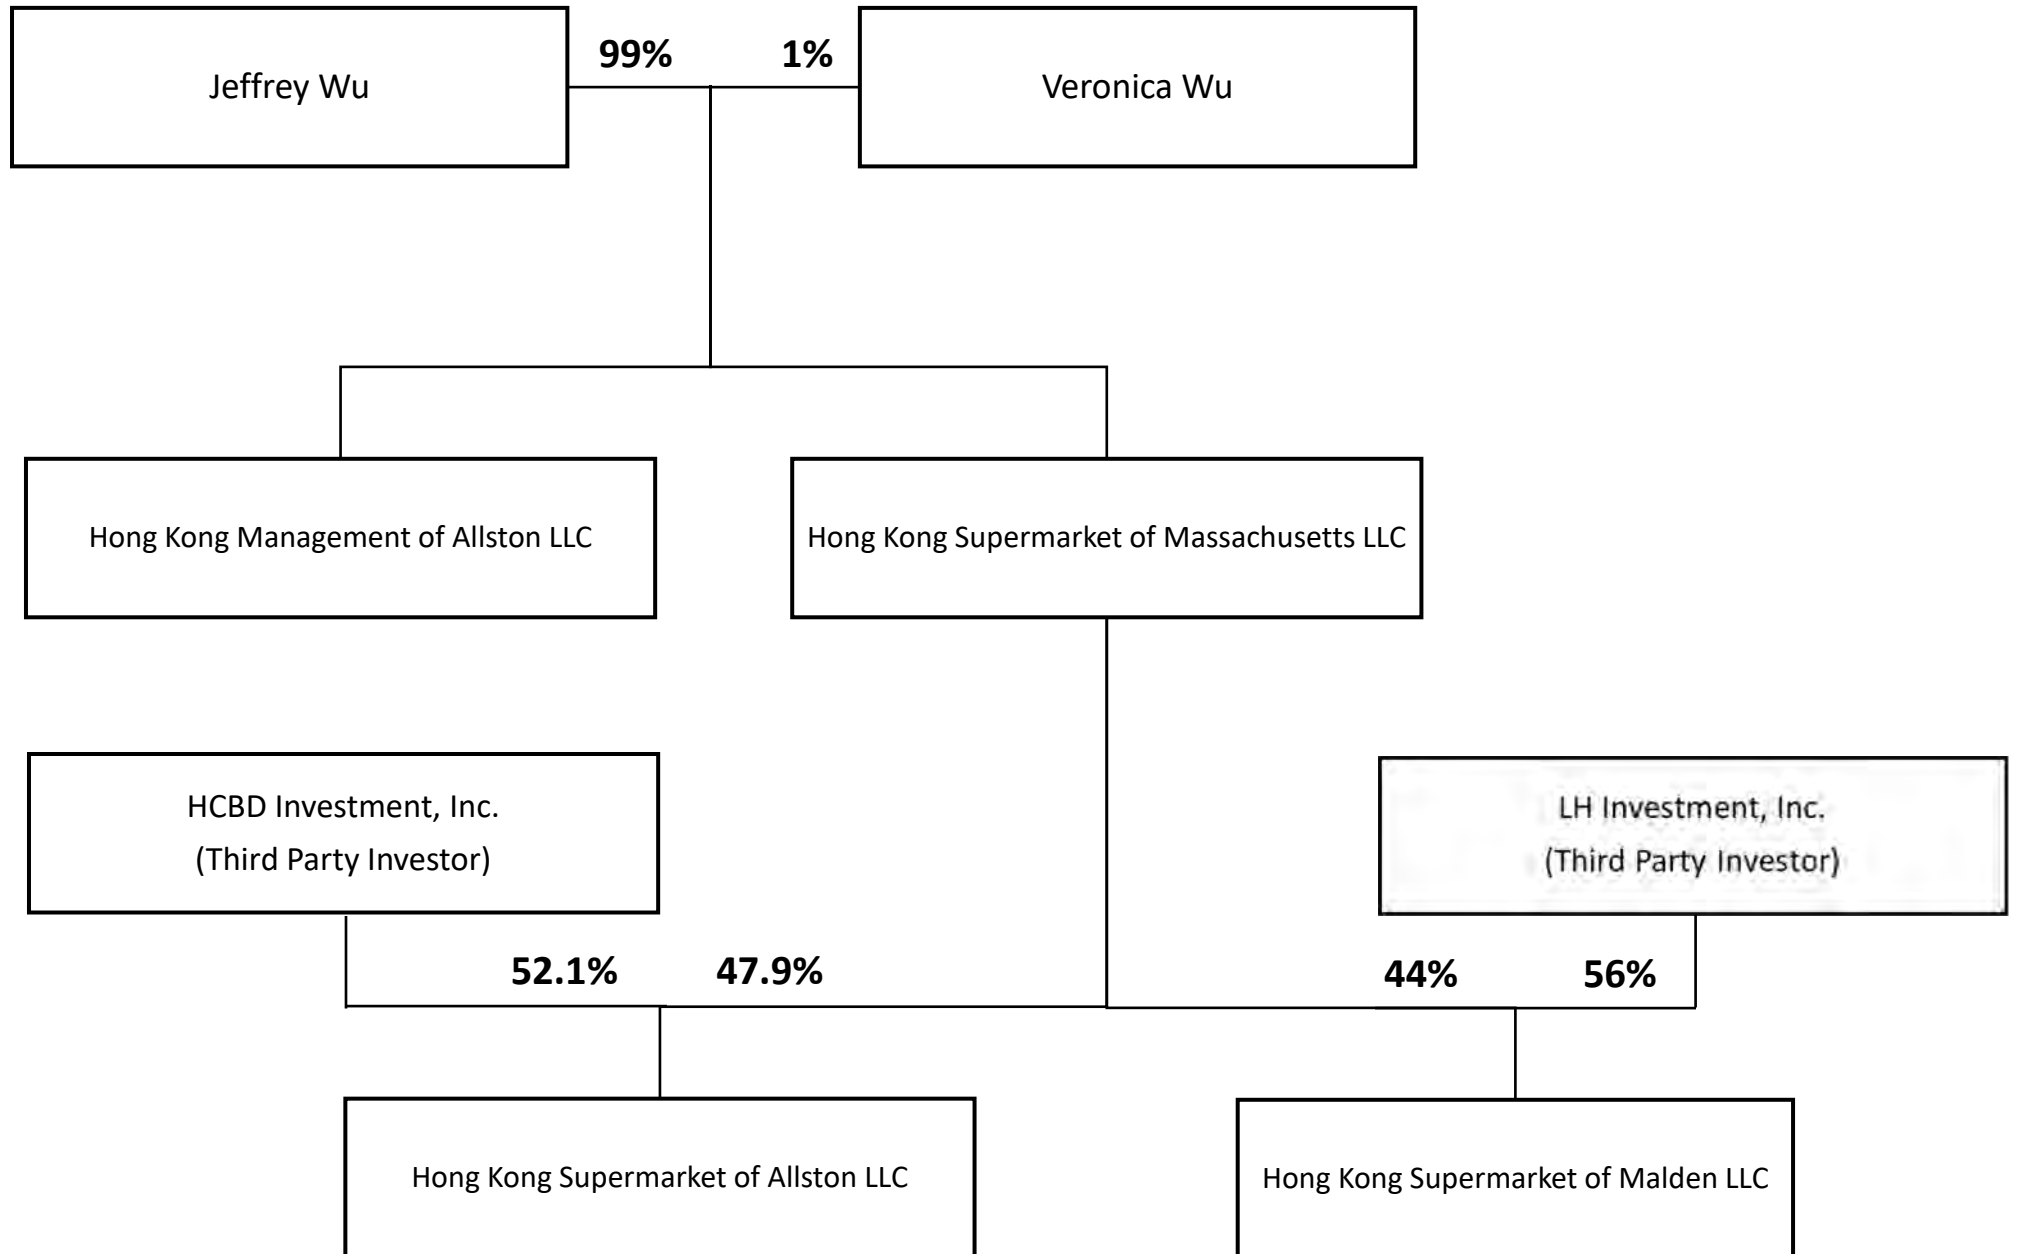 99% 1%
Jeffrey Wu
Veronica Wu
Hong Kong Management of Allston LLC
Hong Kong Supermarket of Massachusetts LLC
HCBD Investment, Inc.
(Third Party Investor)
LH Investment, Inc.
(Third Party Investor)
52.1% 47.9%
44% 56%
Hong Kong Supermarket of Allston LLC
Hong Kong Supermarket of Malden LLC